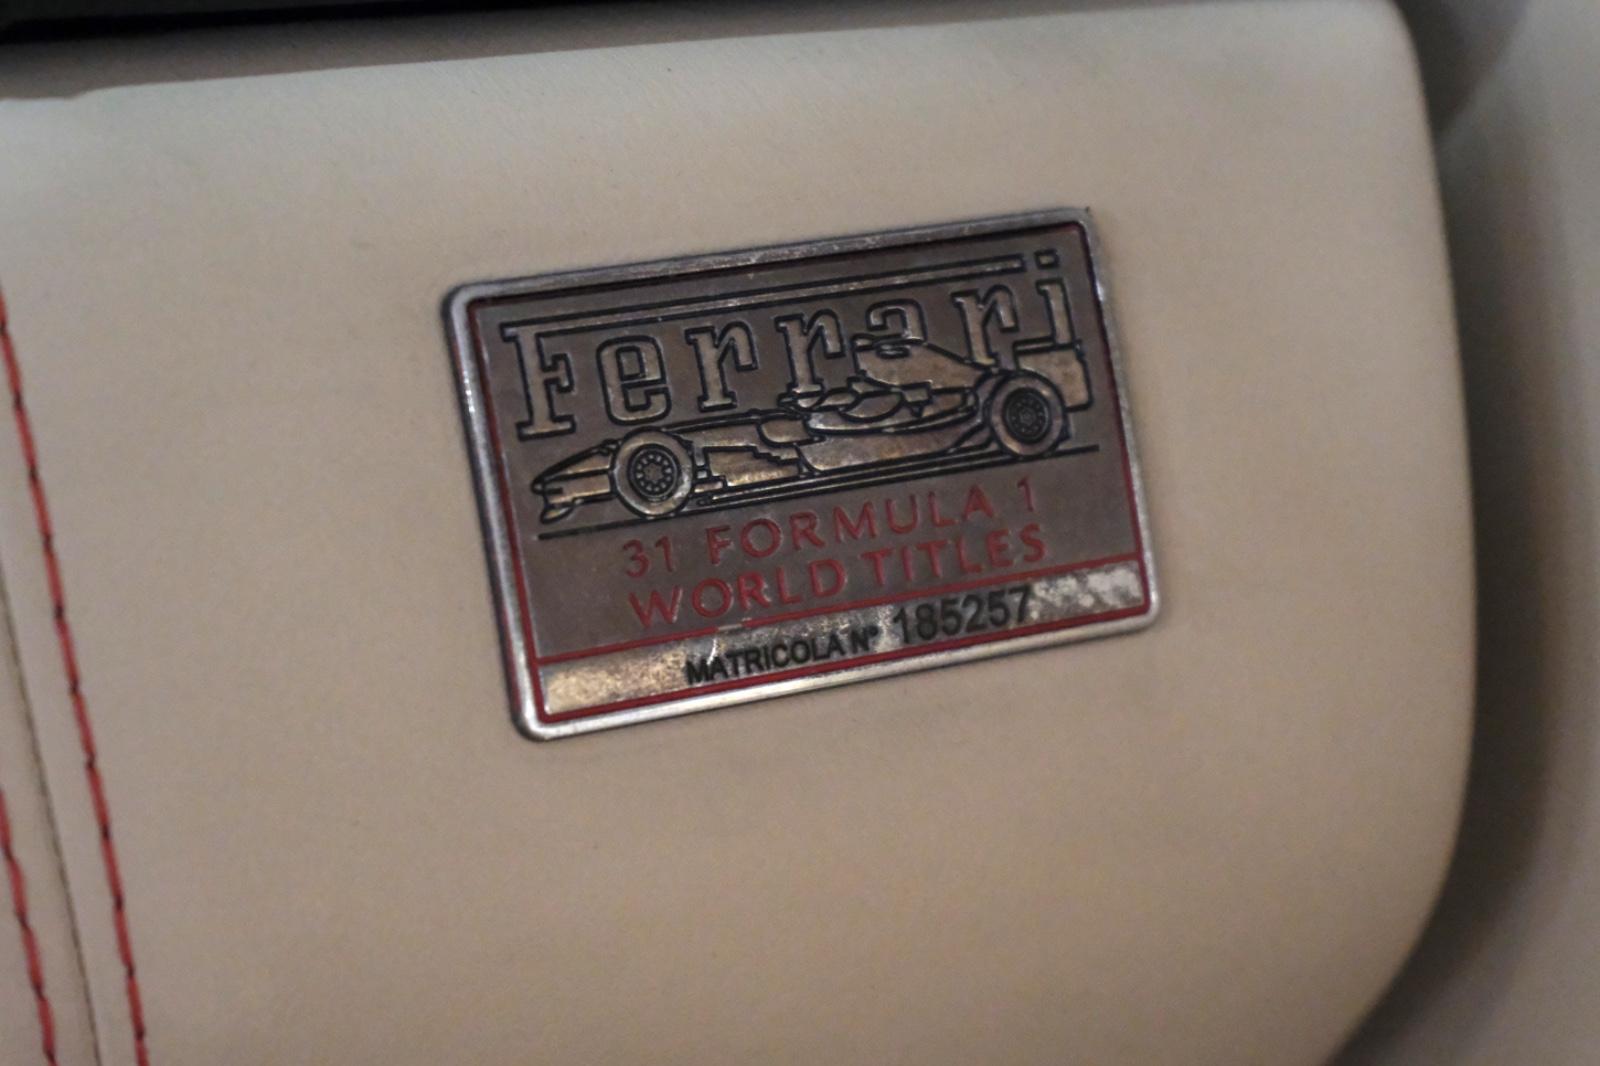 Ferrari
31 FORMULA 1
WORLD TITLES
MATRICOLA N° 185257